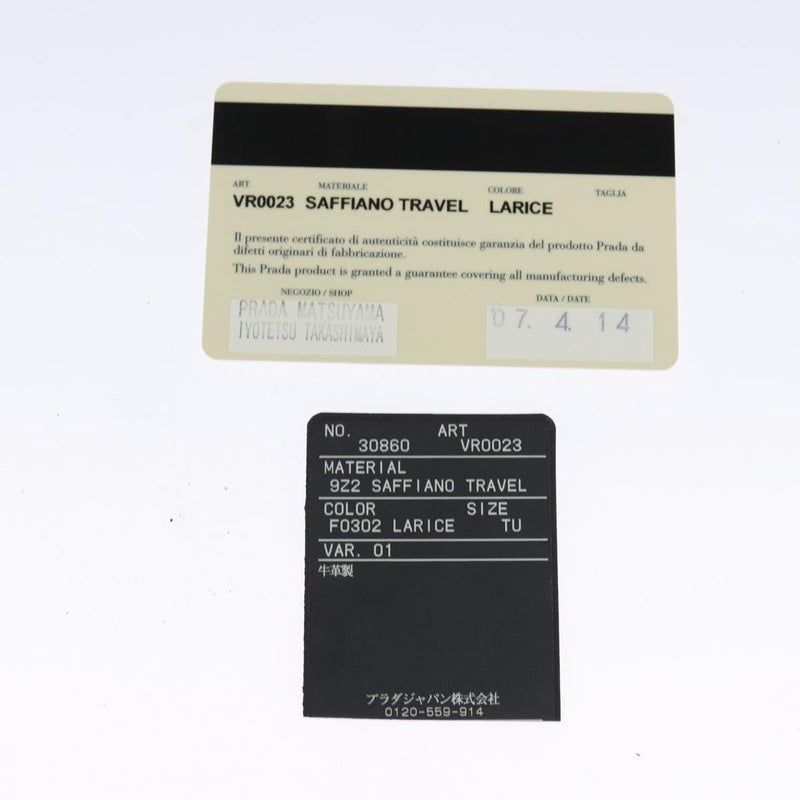 ART MATERIALE COLORE TAGLIA
VR0023 SAFFIANO TRAVEL LARICE
Il presente certificato di autenticità costituisce garanzia del prodotto Prada da
difetti originari di fabbricazione.
This Prada product is granted a guarantee covering all manufacturing defects.
NEGOZIO / SHOP DATA / DATE
PRADA MATSUYAMA
IYOTETSU TAKASHIMAYA
'07. 4. 14
NO. ART
30860 VR0023
MATERIAL
9Z2 SAFFIANO TRAVEL
COLOR SIZE
F0302 LARICE TU
VAR. 01
牛革製
プラダジャパン株式会社
0120-559-914